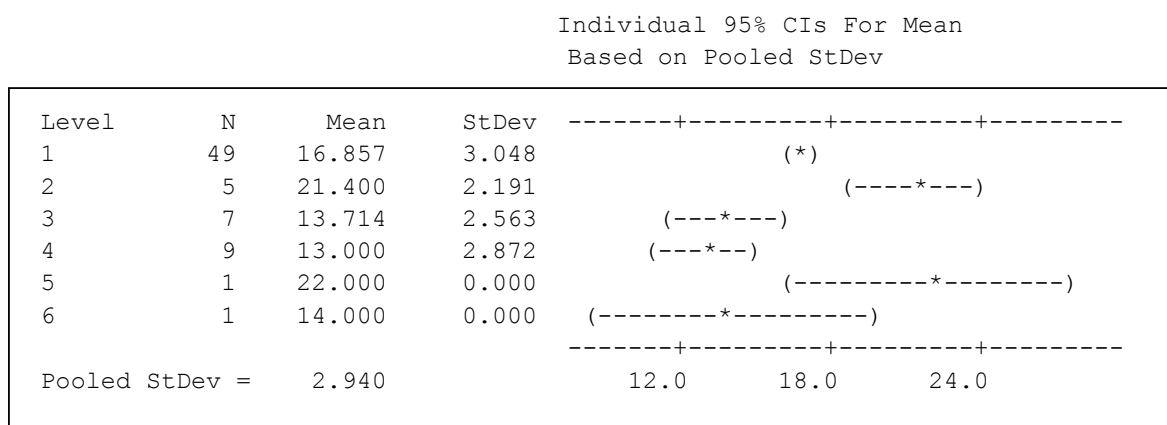 Individual 95% CIs For Mean
Based on Pooled StDev
Level N Mean StDev -------+---------+---------+---------
1 49 16.857 3.048 (*)
2 5 21.400 2.191 (----*---)
3 7 13.714 2.563 (---*---)
4 9 13.000 2.872 (---*--)
5 1 22.000 0.000 (---------*--------)
6 1 14.000 0.000 (--------*---------)
-------+---------+---------+---------
Pooled StDev = 2.940 12.0 18.0 24.0